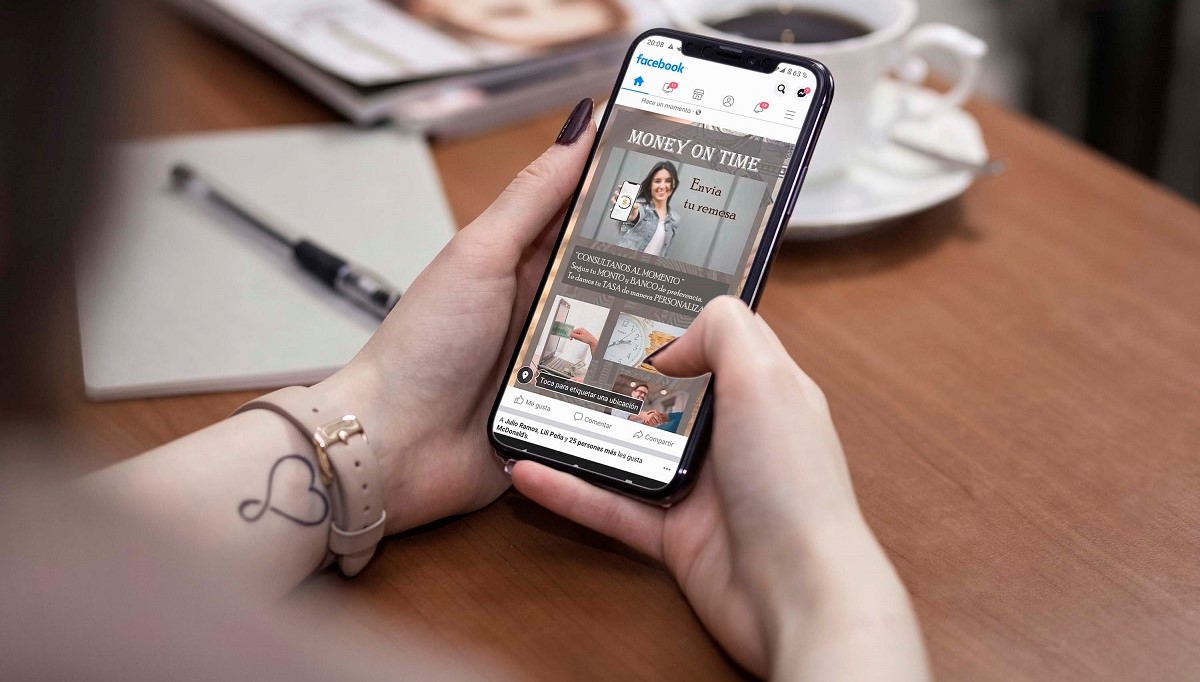 20:08
63 %
facebook
Hace un momento
MONEY ON TIME
Envia
tu remesa
"CONSULTANOS AL MOMENTO"
Segun tu MONTO y BANCO de preferencia.
Te damos tu TASA de manera
Toca para etiquetar una ubicación
Me gusta
Comentar
Compartir
A Julio Ramos, Lili Peña y 25 personas más les gusta
McDonald's.